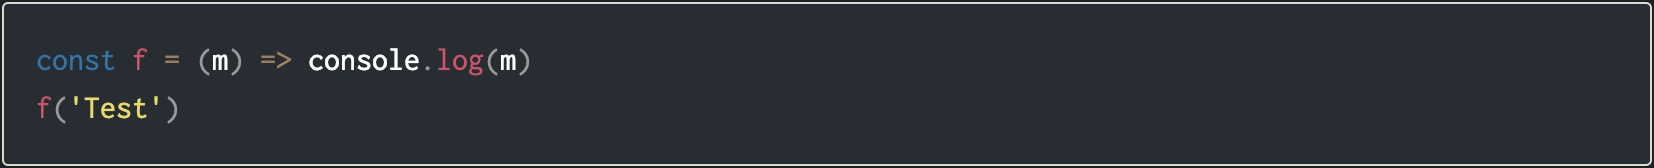 const f = (m) => console.log(m)
f('Test')